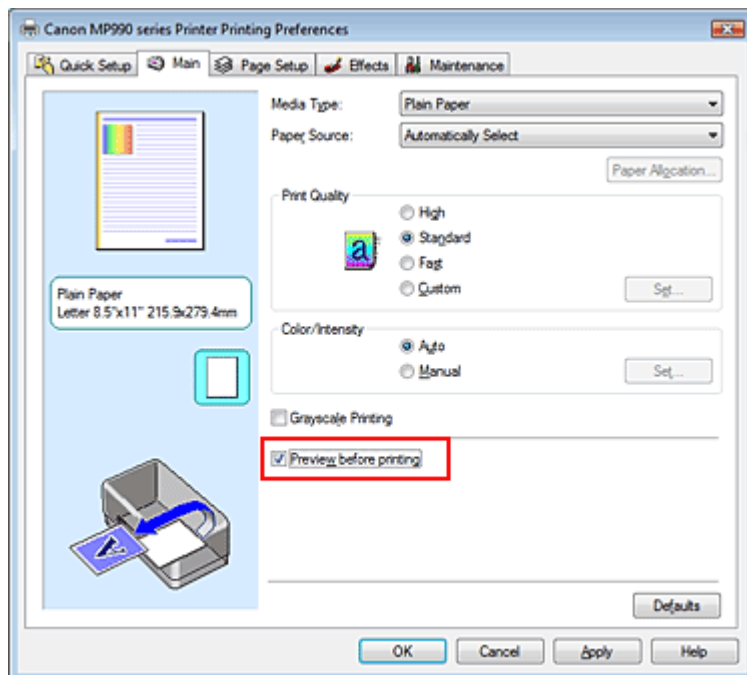 Canon MP990 series Printer Printing Preferences
Quick Setup Main Page Setup Effects Maintenance
Media Type: Plain Paper
Paper Source: Automatically Select
Paper Allocation...
Print Quality
High
a
Standard
Fast
Custom Set...
Plain Paper
Letter 8.5"x11" 215.9x279.4mm
Color/Intensity
Auto
Manual Set...
Grayscale Printing
Preview before printing
Defaults
OK Cancel Apply Help